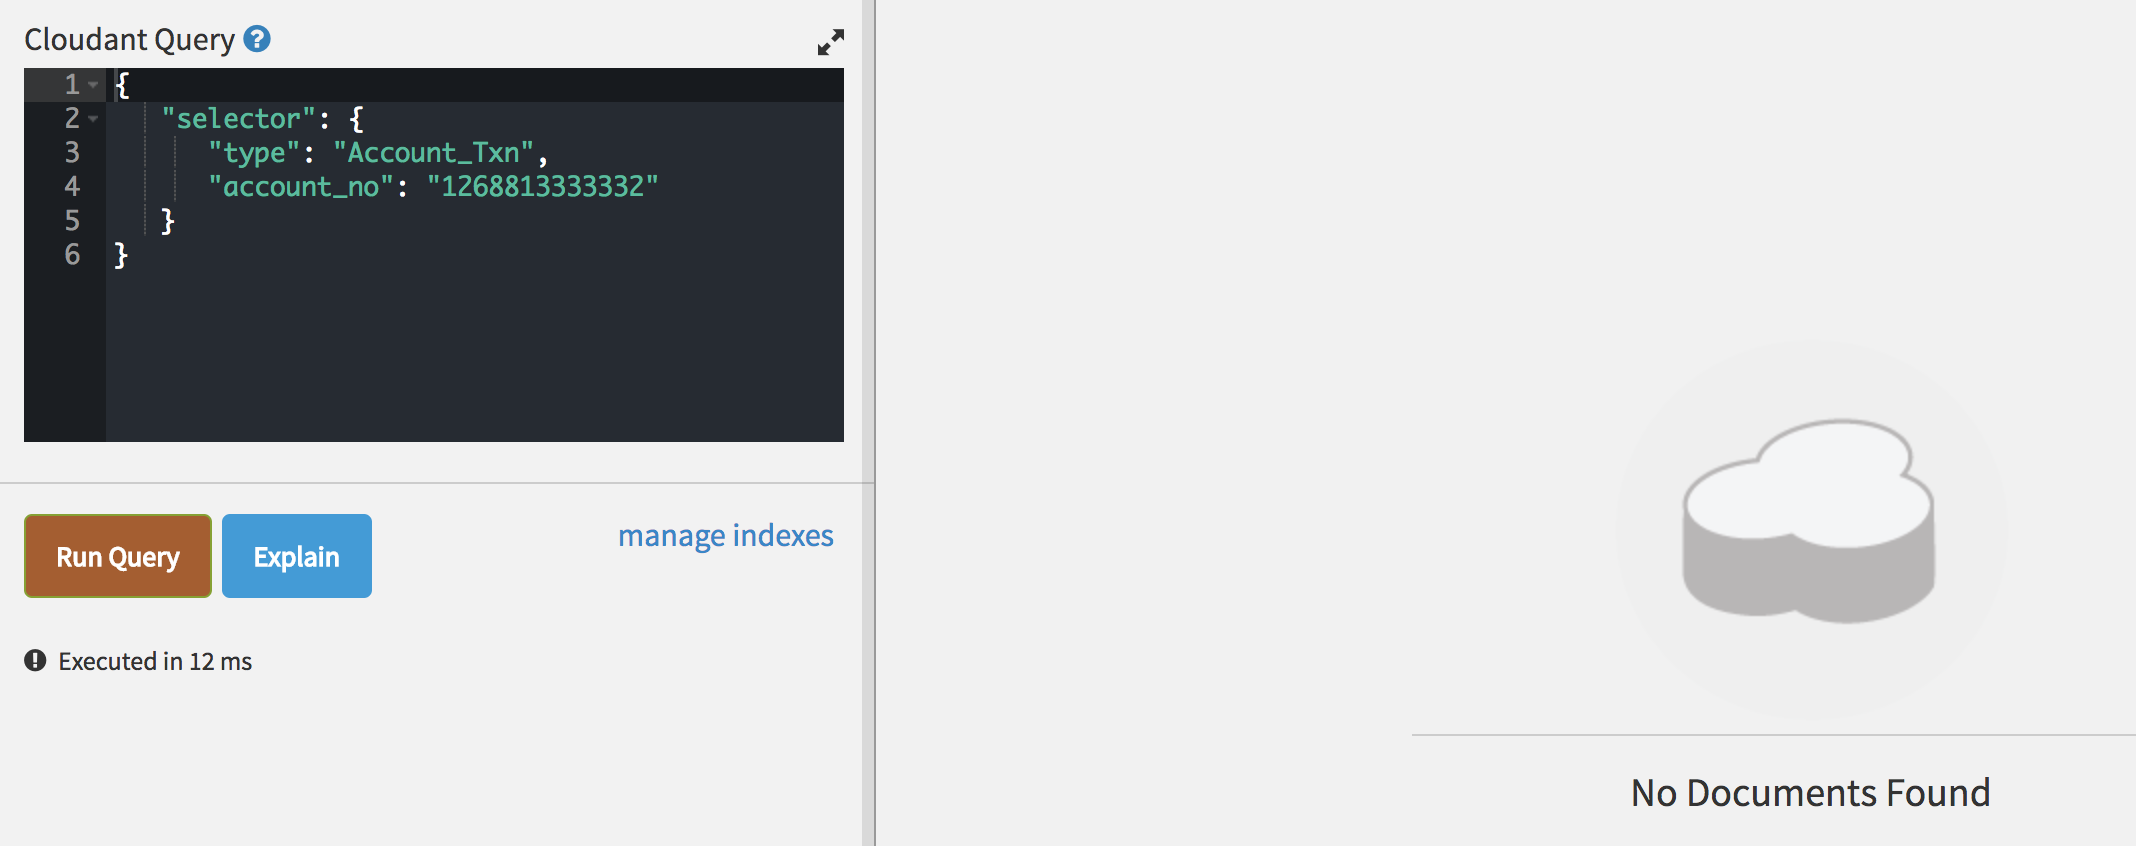 Cloudant Query ?
1 {
2 "selector": {
3 "type": "Account_Txn",
4 "account_no": "1268813333332"
5 }
6 }
Run Query Explain manage indexes
! Executed in 12 ms
No Documents Found